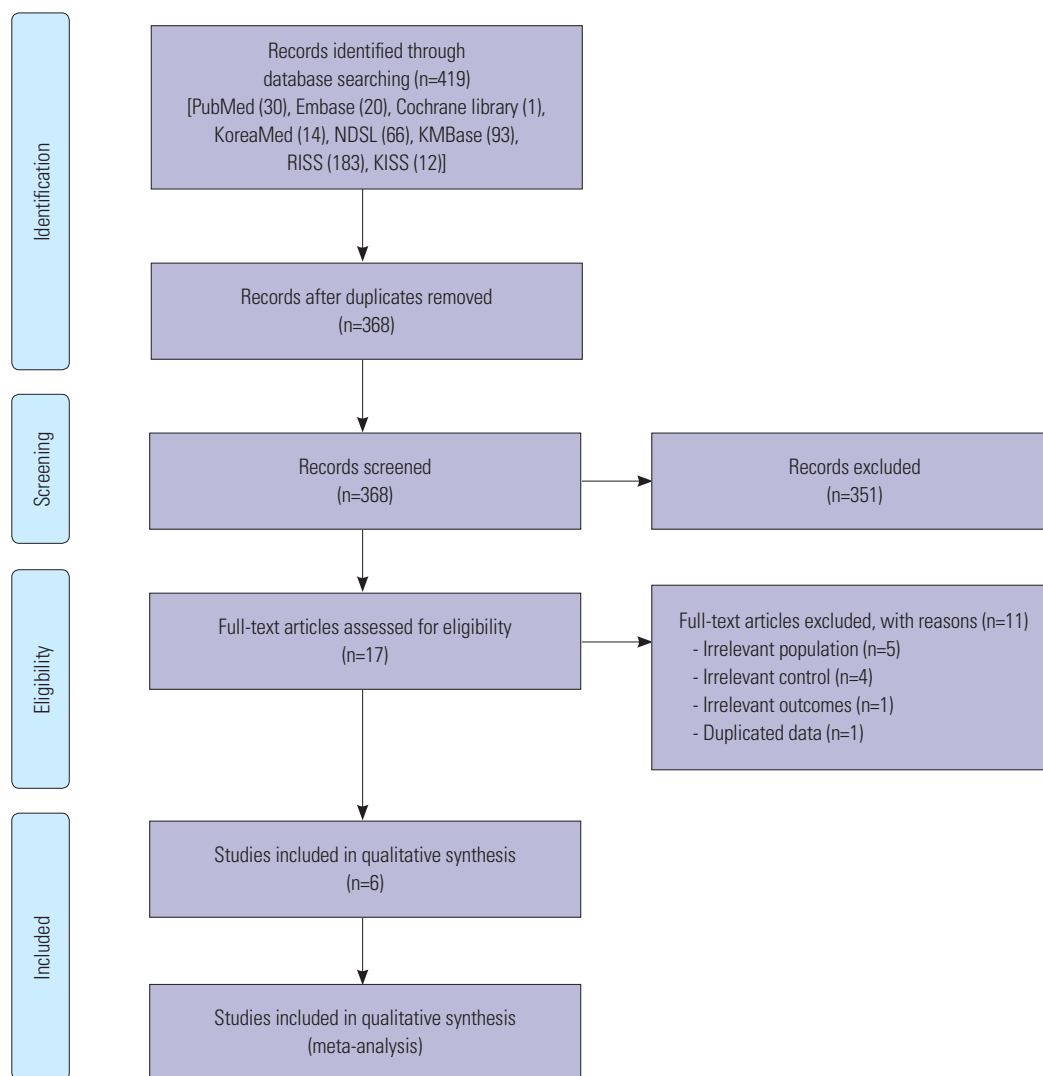 Identification
Records identified through
database searching (n=419)
[PubMed (30), Embase (20), Cochrane library (1),
KoreaMed (14), NDSL (66), KMBase (93),
RISS (183), KISS (12)]
Records after duplicates removed
(n=368)
Screening
Records screened
(n=368)
Records excluded
(n=351)
Eligibility
Full-text articles assessed for eligibility
(n=17)
Full-text articles excluded, with reasons (n=11)
- Irrelevant population (n=5)
- Irrelevant control (n=4)
- Irrelevant outcomes (n=1)
- Duplicated data (n=1)
Included
Studies included in qualitative synthesis
(n=6)
Studies included in qualitative synthesis
(meta-analysis)